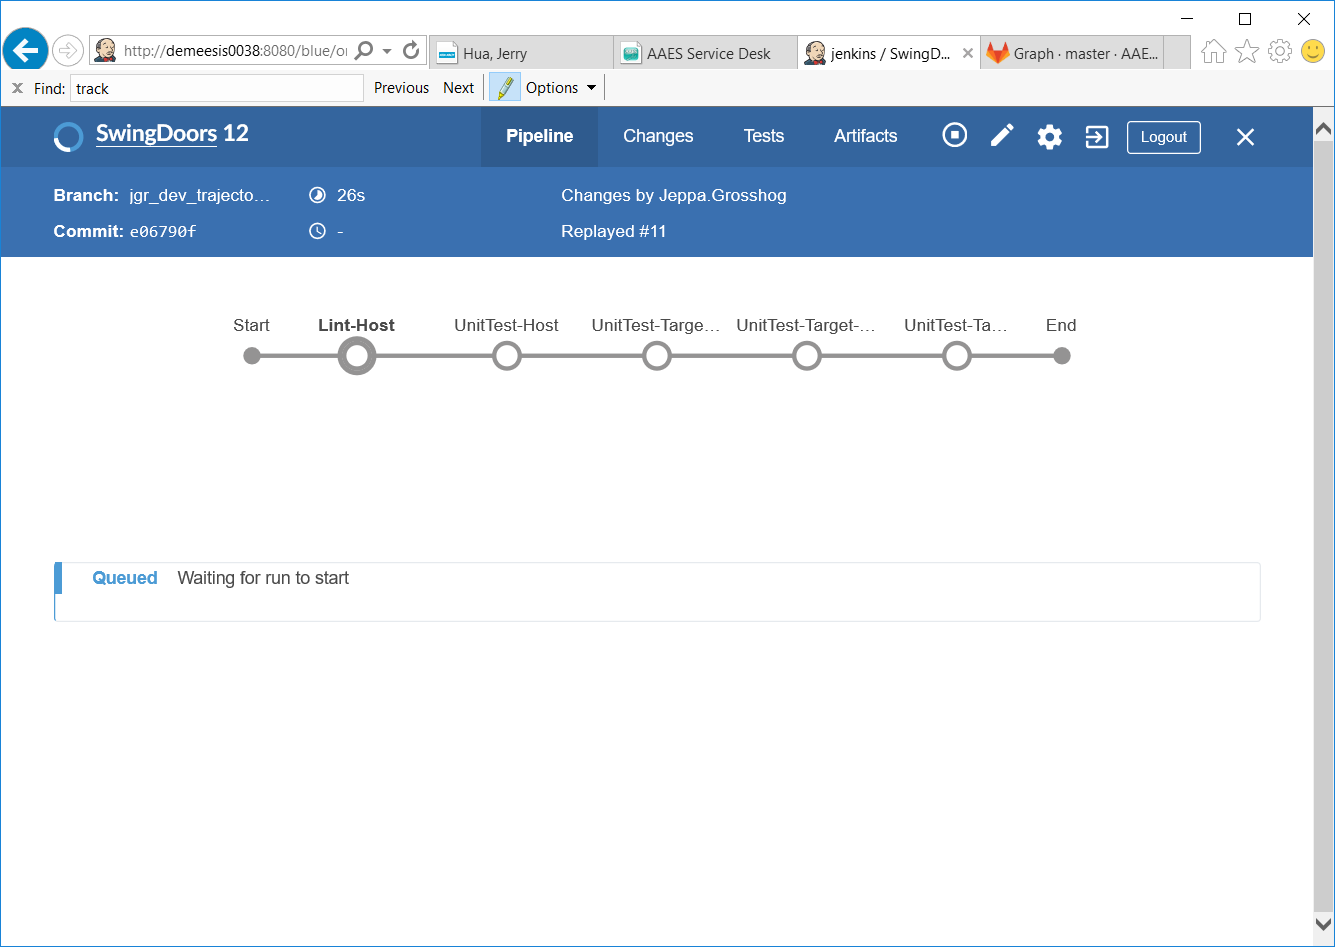 http://demeesis0038:8080/blue/or
Hua, Jerry
AAES Service Desk
jenkins / SwingD...
Graph · master · AAE...
x Find: track Previous Next Options
SwingDoors 12 Pipeline Changes Tests Artifacts Logout
Branch: jgr_dev_trajecto... 26s Changes by Jeppa.Grosshog
Commit: e06790f - Replayed #11
Start Lint-Host UnitTest-Host UnitTest-Targe... UnitTest-Target-... UnitTest-Ta... End
Queued Waiting for run to start